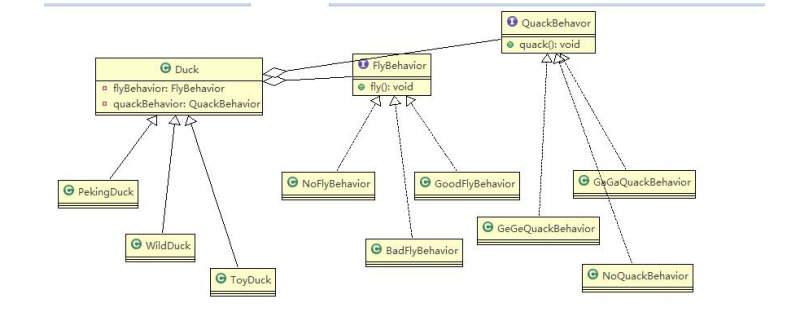 QuackBehavor
quack(): void
Duck
flyBehavior: FlyBehavior
quackBehavior: QuackBehavior
FlyBehavior
fly(): void
PekingDuck
NoFlyBehavior
GoodFlyBehavior
GaGaQuackBehavior
WildDuck
BadFlyBehavior
GeGeQuackBehavior
ToyDuck
NoQuackBehavior